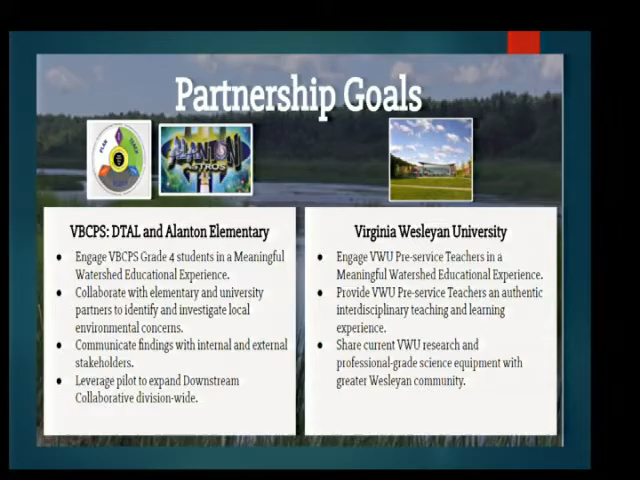 Partnership Goals
PLAN
TEACH
ALANTON
ASTROS
VBCPS: DTAL and Alanton Elementary
● Engage VBCPS Grade 4 students in a Meaningful
Watershed Educational Experience.
● Collaborate with elementary and university
partners to identify and investigate local
environmental concerns.
● Communicate findings with internal and external
stakeholders.
● Leverage pilot to expand Downstream
Collaborative division-wide.
Virginia Wesleyan University
● Engage VWU Pre-service Teachers in a
Meaningful Watershed Educational Experience.
● Provide VWU Pre-service Teachers an authentic
interdisciplinary teaching and learning
experience.
● Share current VWU research and
professional-grade science equipment with
greater Wesleyan community.